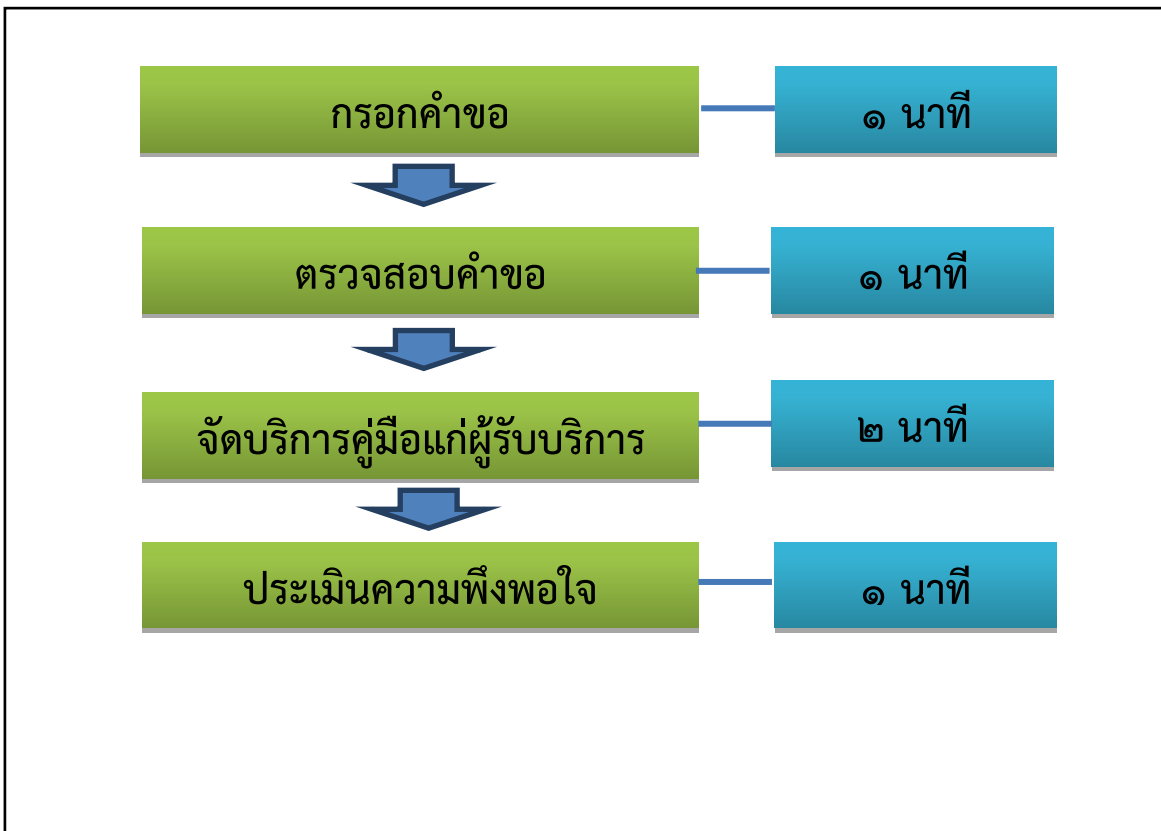 กรอกคำขอ
๑ นาที
ตรวจสอบคำขอ
๑ นาที
จัดบริการคู่มือแก่ผู้รับบริการ
๒ นาที
ประเมินความพึงพอใจ
๑ นาที